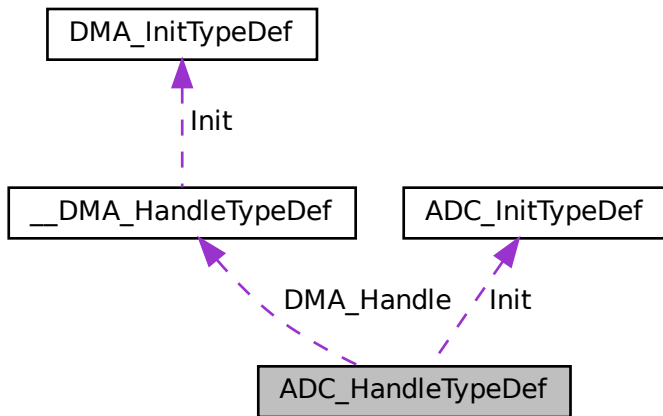 DMA_InitTypeDef
Init
__DMA_HandleTypeDef
ADC_InitTypeDef
DMA_Handle
Init
ADC_HandleTypeDef